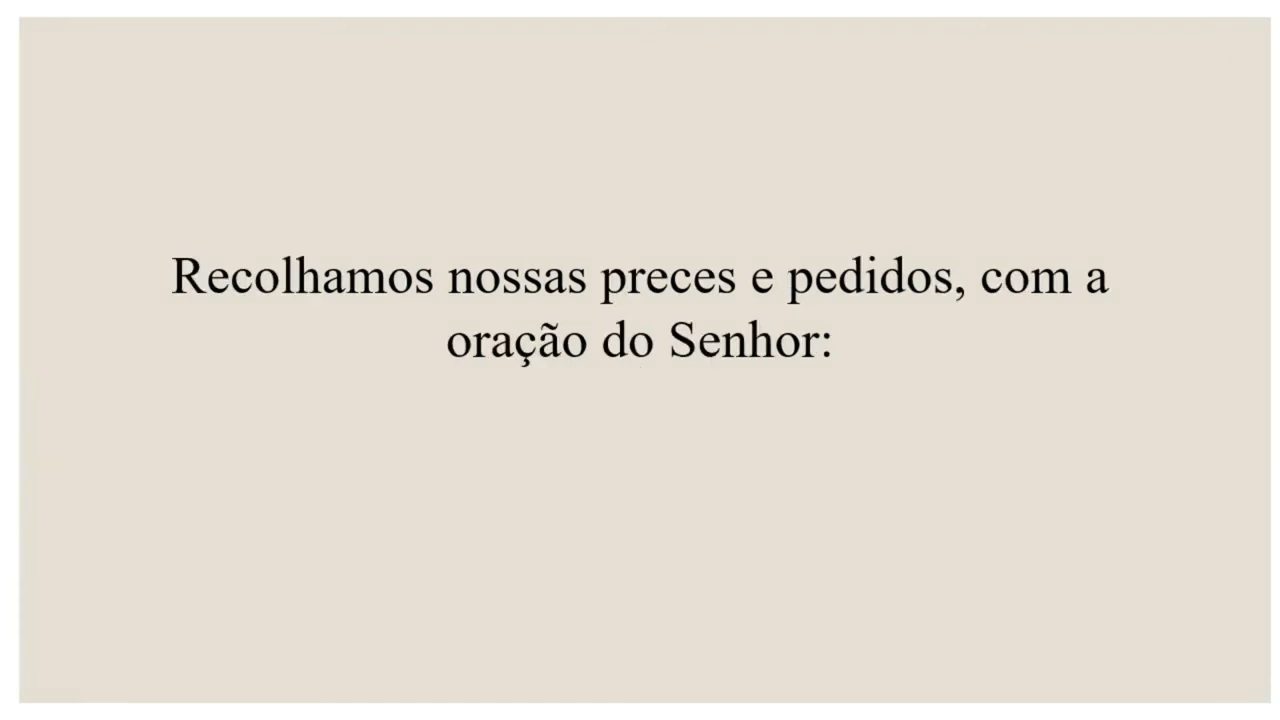 Recolhamos nossas preces e pedidos, com a
oração do Senhor: